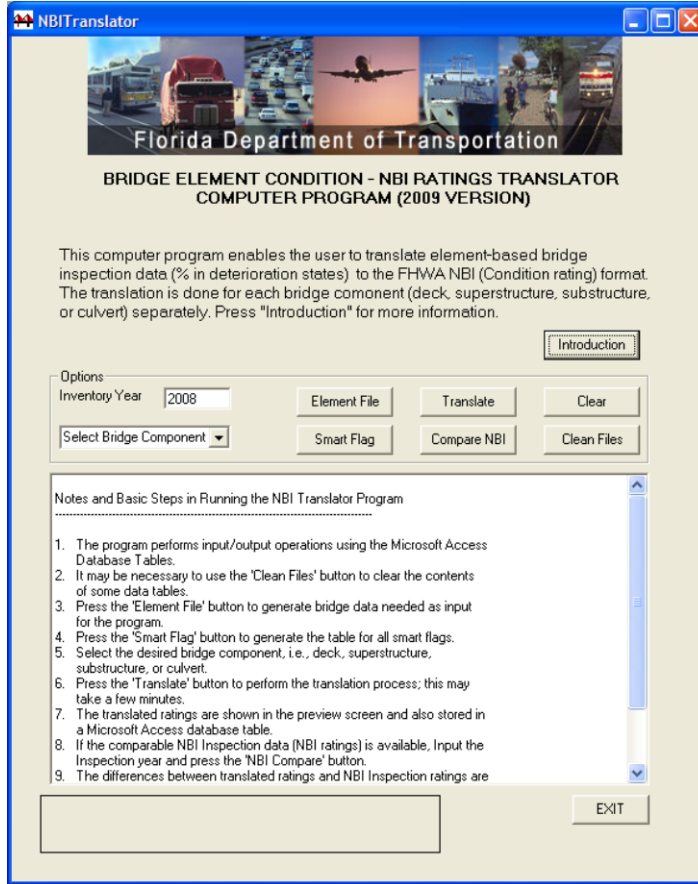 NBITranslator
Florida Department of Transportation
BRIDGE ELEMENT CONDITION - NBI RATINGS TRANSLATOR
COMPUTER PROGRAM (2009 VERSION)
This computer program enables the user to translate element-based bridge
inspection data (% in deterioration states) to the FHWA NBI (Condition rating) format.
The translation is done for each bridge comonent (deck, superstructure, substructure,
or culvert) separately. Press "Introduction" for more information.
Introduction
Options
Inventory Year 2008 Element File Translate Clear
Select Bridge Component Smart Flag Compare NBI Clean Files
Notes and Basic Steps in Running the NBI Translator Program
----------------------------------------------------------------------------------------
1. The program performs input/output operations using the Microsoft Access
Database Tables.
2. It may be necessary to use the 'Clean Files' button to clear the contents
of some data tables.
3. Press the 'Element File' button to generate bridge data needed as input
for the program.
4. Press the 'Smart Flag' button to generate the table for all smart flags.
5. Select the desired bridge component, i.e., deck, superstructure,
substructure, or culvert.
6. Press the 'Translate' button to perform the translation process; this may
take a few minutes.
7. The translated ratings are shown in the preview screen and also stored in
a Microsoft Access database table.
8. If the comparable NBI Inspection data (NBI ratings) is available, Input the
Inspection year and press the 'NBI Compare' button.
9. The differences between translated ratings and NBI Inspection ratings are
EXIT